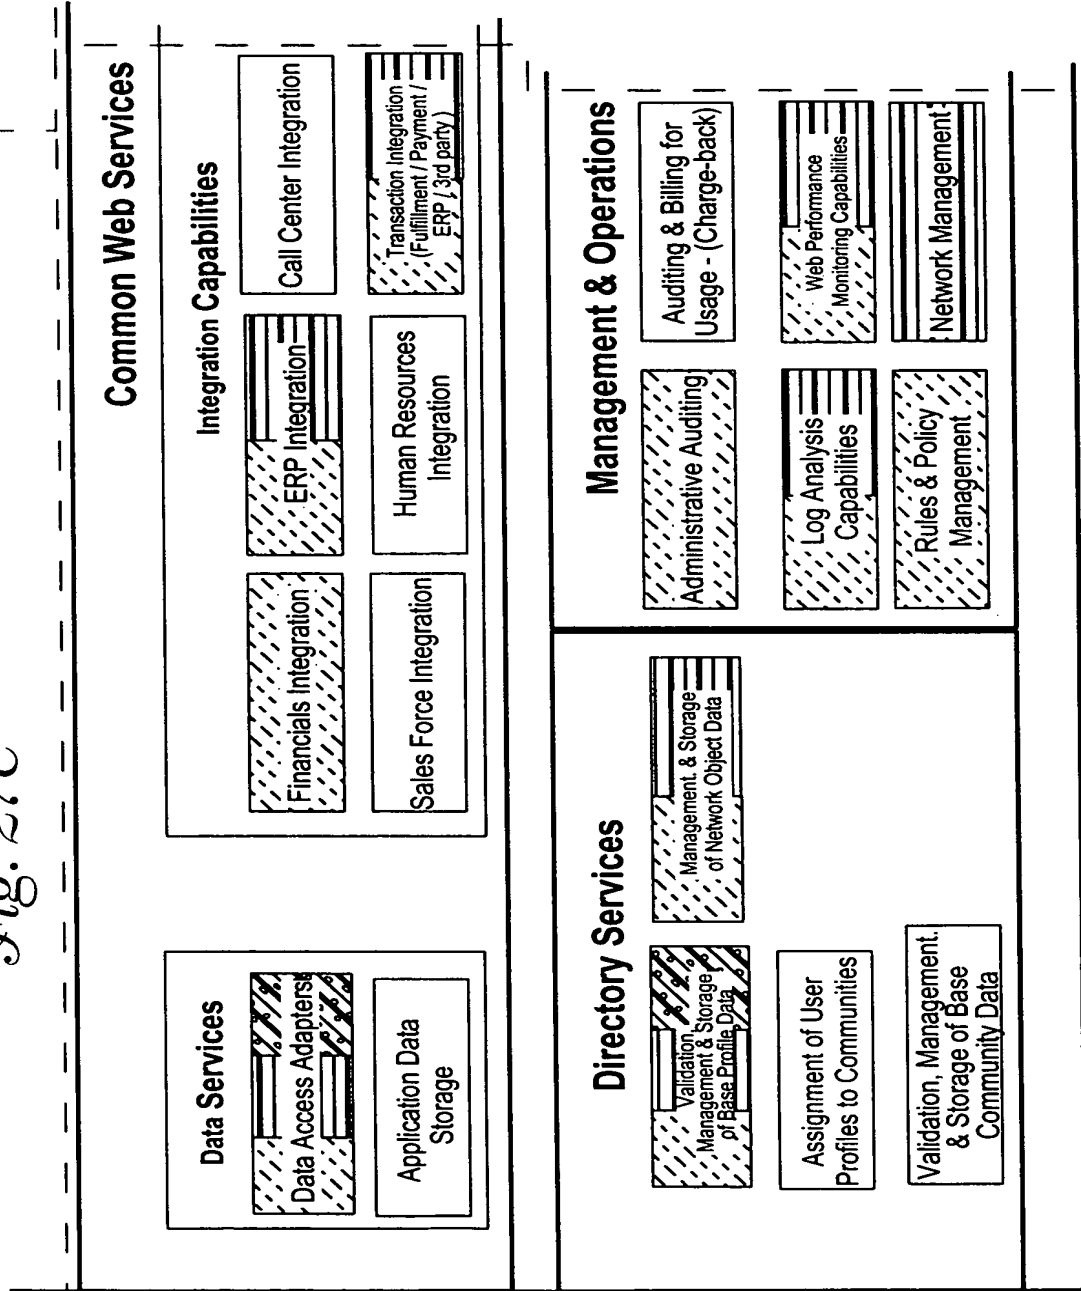 Fig. 27C
Common Web Services
Data Services
Data Access Adapters
Application Data
Storage
Integration Capabilities
Financials Integration
ERP Integration
Call Center Integration
Sales Force Integration
Human Resources
Integration
Transaction Integration
(Fulfillment / Payment /
ERP / 3rd party)
Directory Services
Validation,
Management & Storage
of Base Profile Data
Management. & Storage
of Network Object Data
Assignment of User
Profiles to Communities
Validation, Management.
& Storage of Base
Community Data
Management & Operations
Administrative Auditing
Auditing & Billing for
Usage - (Charge-back)
Log Analysis
Capabilities
Web Performance
Monitoring Capabilities
Rules & Policy
Management
Network Management